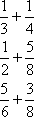 1/3 + 1/4
1/2 + 5/8
5/6 + 3/8